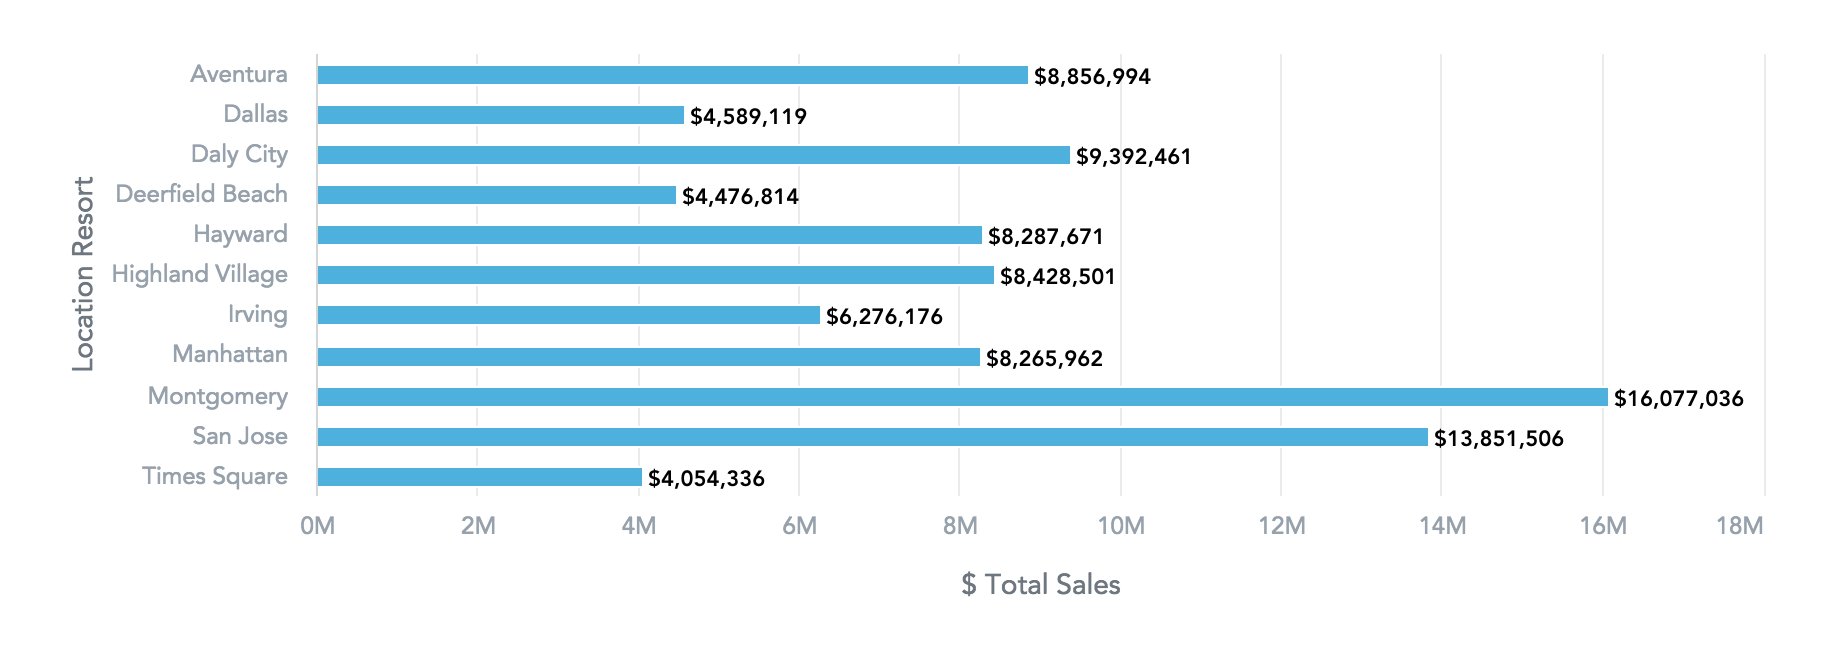 Location Resort
Aventura $8,856,994
Dallas $4,589,119
Daly City $9,392,461
Deerfield Beach $4,476,814
Hayward $8,287,671
Highland Village $8,428,501
Irving $6,276,176
Manhattan $8,265,962
Montgomery $16,077,036
San Jose $13,851,506
Times Square $4,054,336
0M 2M 4M 6M 8M 10M 12M 14M 16M 18M
$ Total Sales